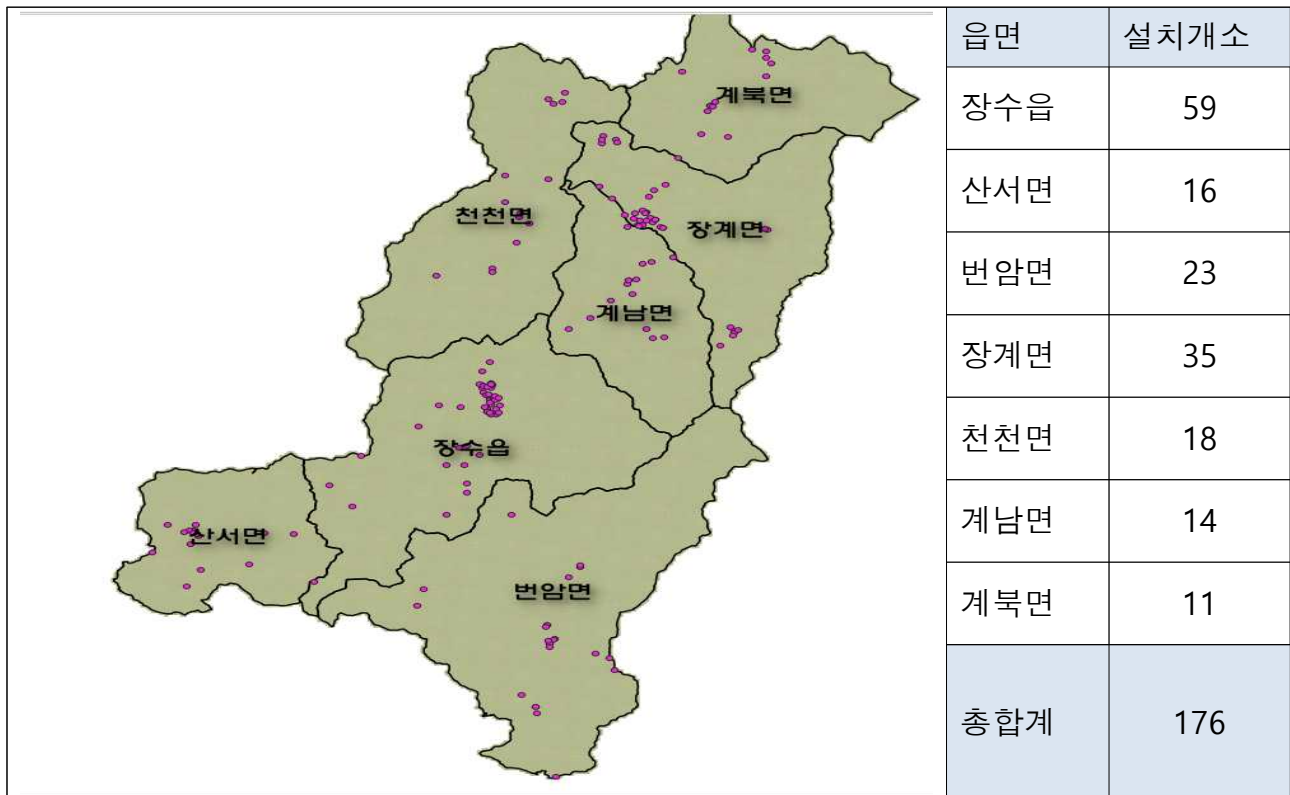 계북면
천천면
장계면
계남면
장수읍
산서면
번암면
읍면 설치개소
장수읍 59
산서면 16
번암면 23
장계면 35
천천면 18
계남면 14
계북면 11
총합계 176